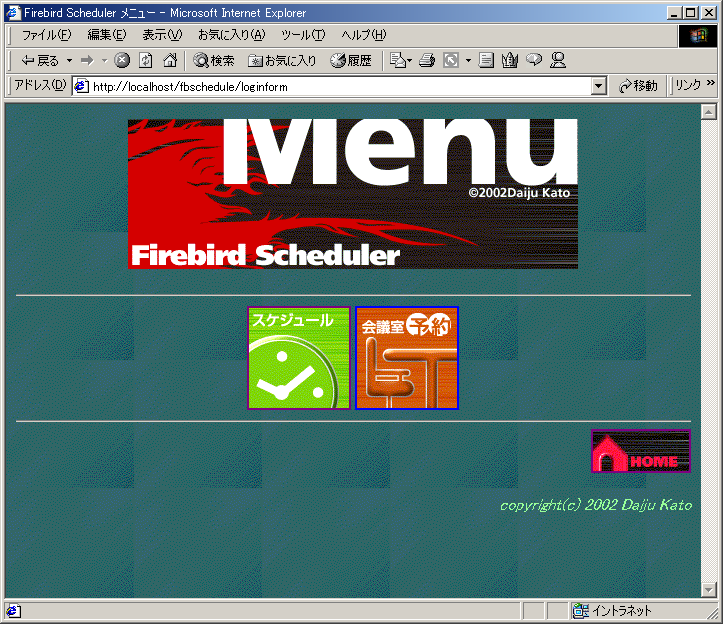 Firebird Scheduler メニュー - Microsoft Internet Explorer
ファイル(F) 編集(E) 表示(V) お気に入り(A) ツール(T) ヘルプ(H)
戻る 検索 お気に入り 履歴
アドレス(D) http://localhost/fbschedule/loginform 移動 リンク »
Menu
©2002Daiju Kato
Firebird Scheduler
スケジュール 会議室予約
HOME
copyright(c) 2002 Daiju Kato
イントラネット